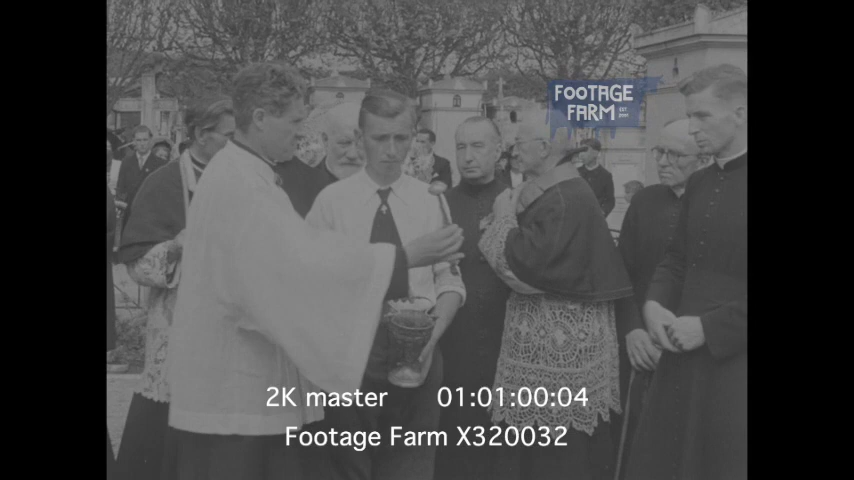 FOOTAGE
FARM
2K master 01:01:00:04
Footage Farm X320032